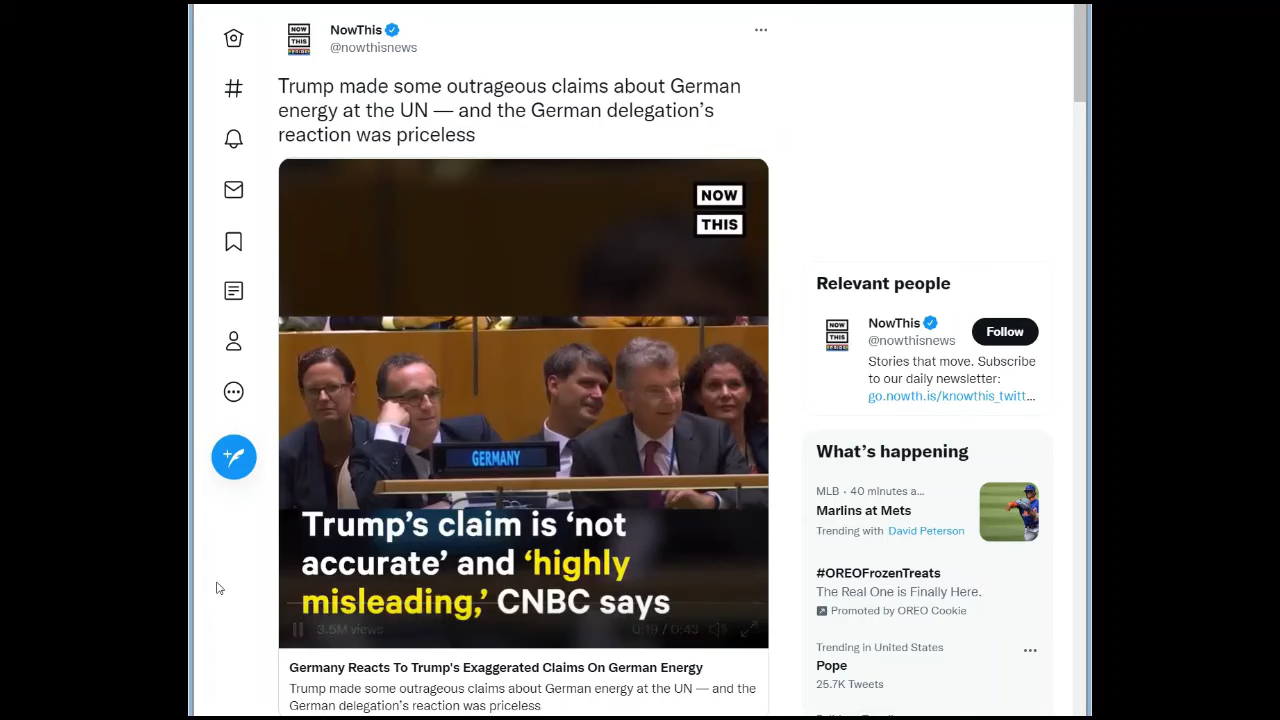 NowThis
@nowthisnews
Trump made some outrageous claims about German
energy at the UN — and the German delegation's
reaction was priceless
NOW
THIS
GERMANY
Trump's claim is 'not
accurate' and 'highly
misleading,' CNBC says
3.5M views
0:19 / 0:43
Germany Reacts To Trump's Exaggerated Claims On German Energy
Trump made some outrageous claims about German energy at the UN — and the
German delegation's reaction was priceless
Relevant people
NowThis
Follow
@nowthisnews
Stories that move. Subscribe
to our daily newsletter:
go.nowth.is/knowthis_twitt...
What's happening
MLB · 40 minutes a...
Marlins at Mets
Trending with David Peterson
#OREOFrozenTreats
The Real One is Finally Here.
Promoted by OREO Cookie
Trending in United States
Pope
25.7K Tweets